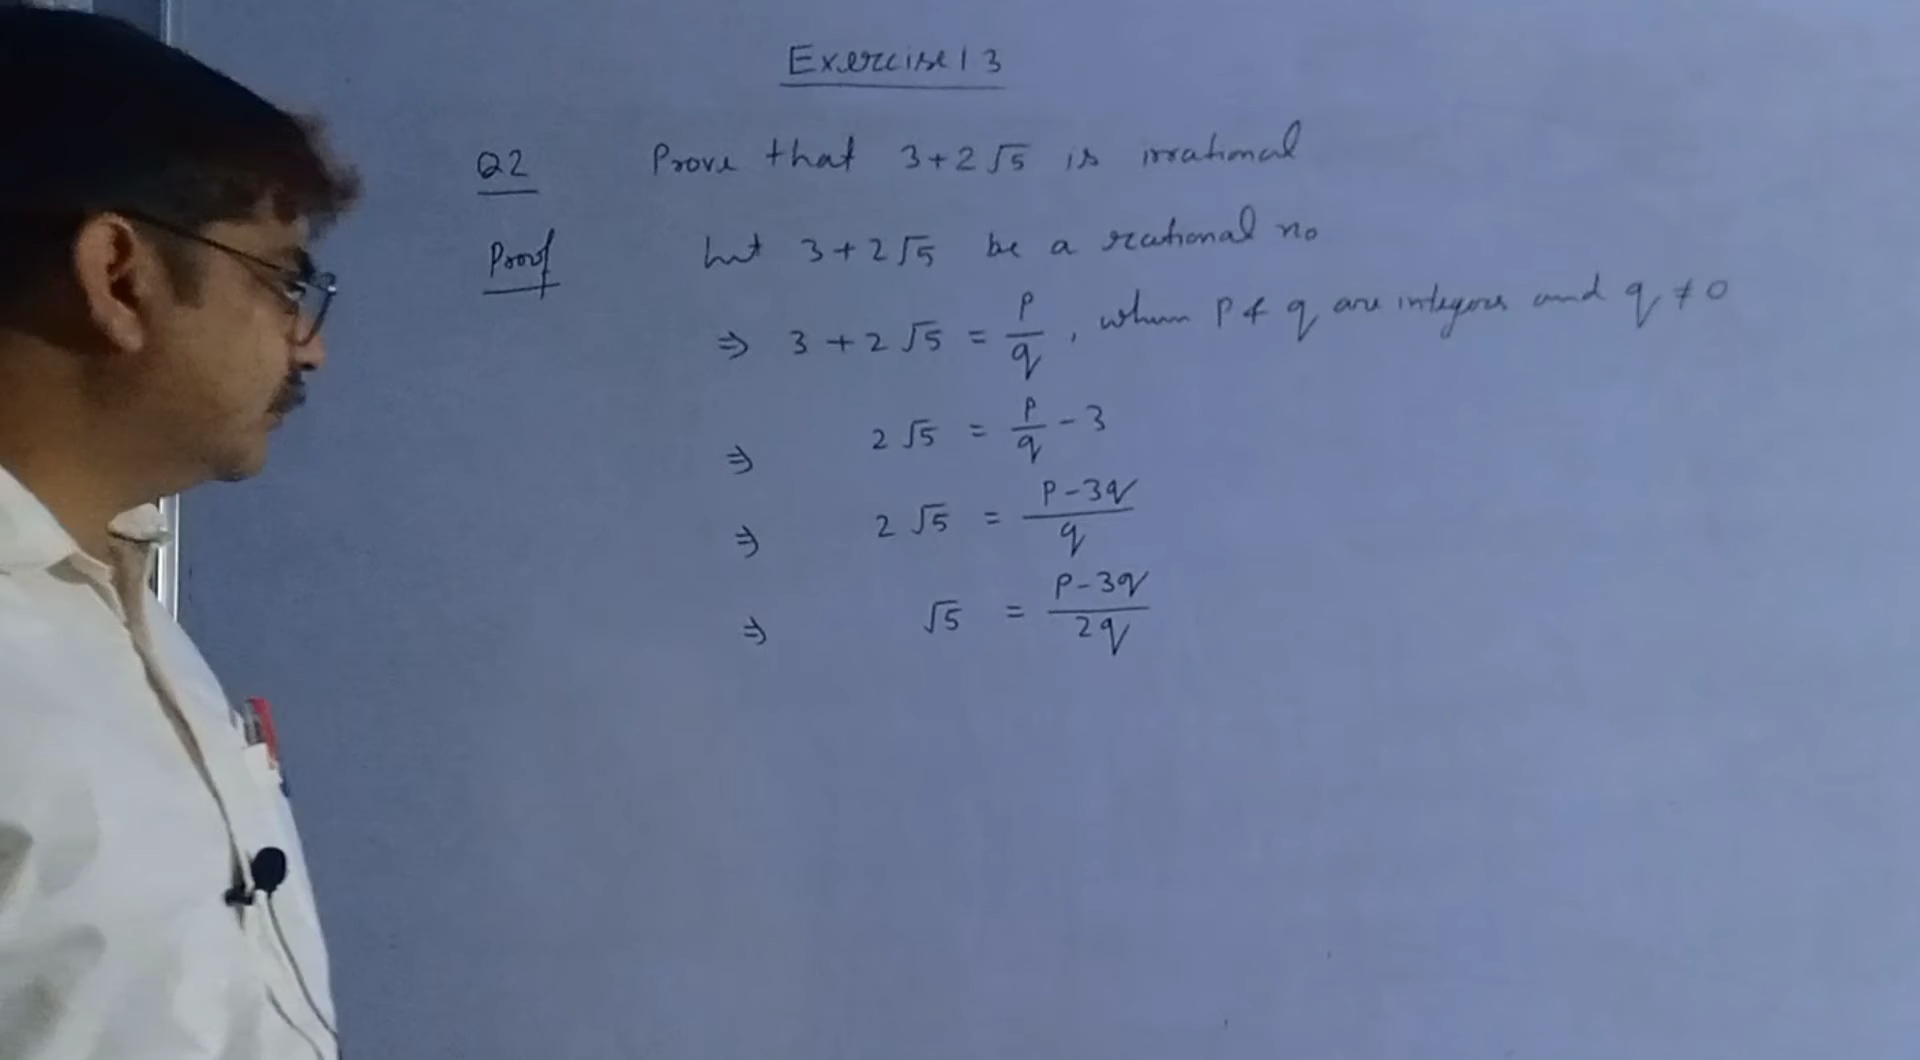 Exercise 1 3
Q2 Prove that 3+2√5 is irrational
Proof Let 3+2√5 be a rational no
⇒ 3+2√5 = p/q, where p & q are integers and q ≠ 0
⇒ 2√5 = p/q - 3
⇒ 2√5 = p-3q/q
⇒ √5 = p-3q/2q